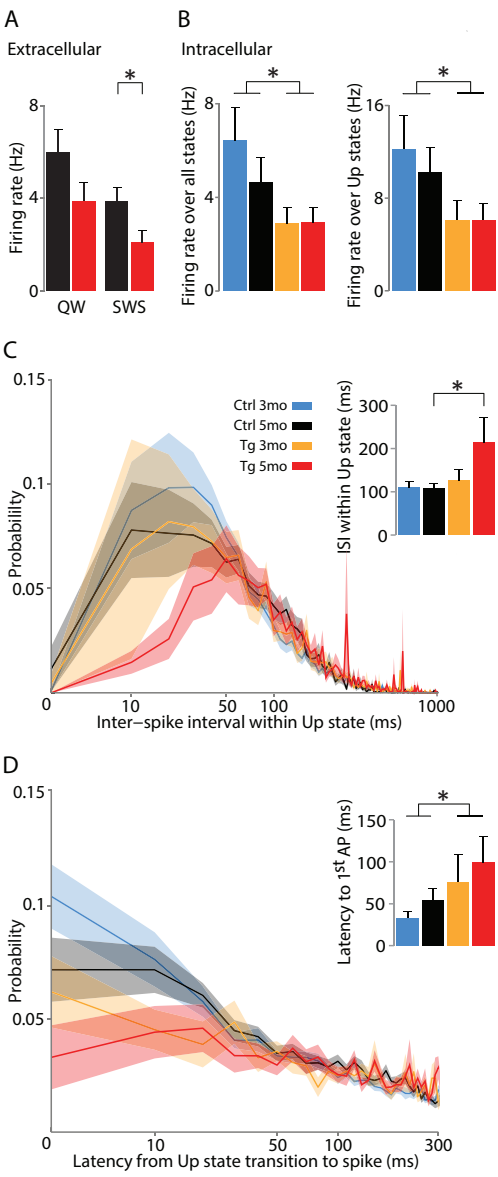 A
B
Extracellular
Intracellular
*
*
*
Firing rate (Hz)
8
4
0
QW
SWS
Firing rate over all states (Hz)
8
4
0
Firing rate over Up states (Hz)
16
8
0
C
0.15
0.1
0.05
Probabililty
Ctrl 3mo
Ctrl 5mo
Tg 3mo
Tg 5mo
ISI within Up state (ms)
300
200
100
0
*
0
10
50
100
1000
Inter−spike interval within Up state (ms)
D
0.15
0.1
0.05
Probability
Latency to 1st AP (ms)
150
100
50
0
*
0
10
50
100
300
Latency from Up state transition to spike (ms)